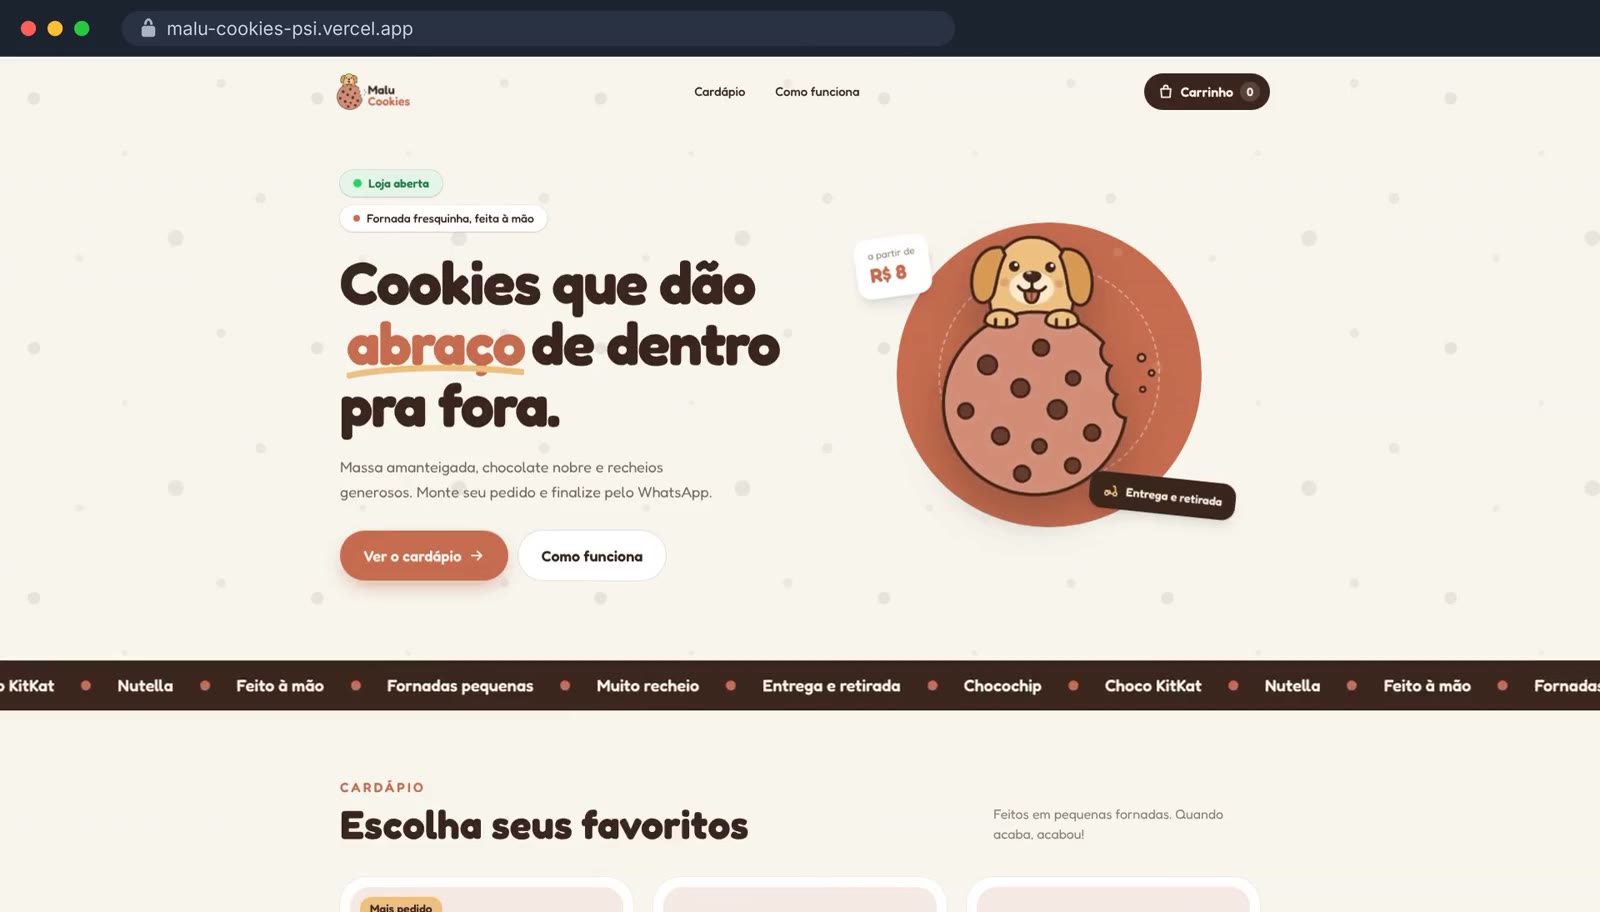 malu-cookies-psi.vercel.app
Malu
Cookies
Cardápio
Como funciona
Carrinho 0
Loja aberta
Fornada fresquinha, feita à mão
Cookies que dão
abraço de dentro
pra fora.
Massa amanteigada, chocolate nobre e recheios
generosos. Monte seu pedido e finalize pelo WhatsApp.
Ver o cardápio →
Como funciona
a partir de
R$ 8
Entrega e retirada
o KitKat • Nutella • Feito à mão • Fornadas pequenas • Muito recheio • Entrega e retirada • Chocochip • Choco KitKat • Nutella • Feito à mão • Fornadas
CARDÁPIO
Escolha seus favoritos
Feitos em pequenas fornadas. Quando
acaba, acabou!
Mais pedido